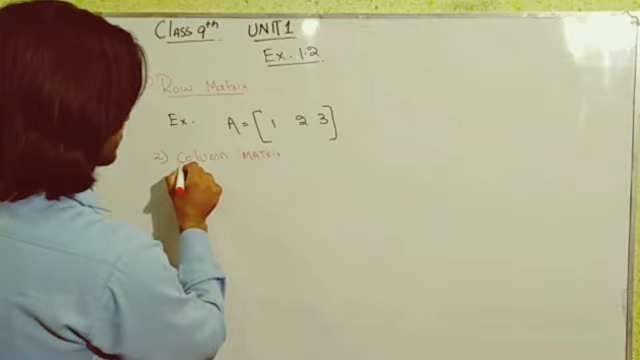 Class 9th UNIT 1
Ex. 1.2
Row Matrix
Ex. A = [1 2 3]
2) Column MATRIX